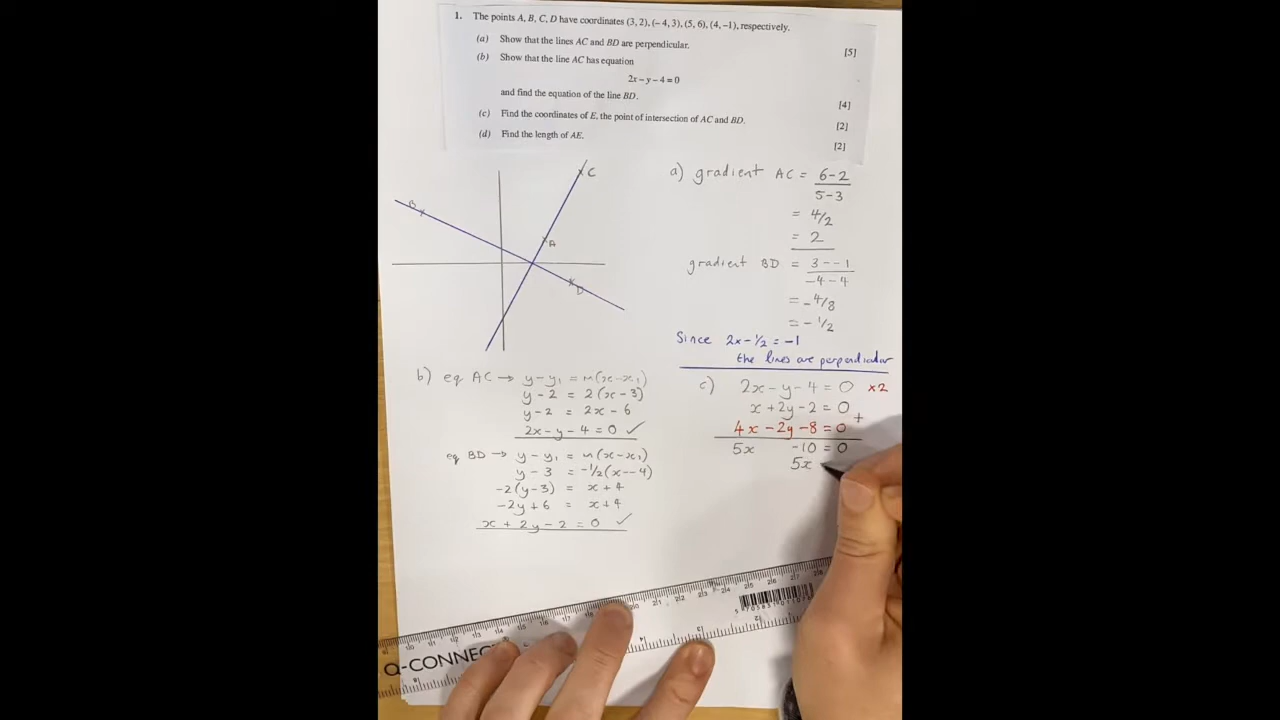 1. The points A, B, C, D have coordinates (3, 2), (− 4, 3), (5, 6), (4, −1), respectively.
(a) Show that the lines AC and BD are perpendicular.
[5]
(b) Show that the line AC has equation
2x − y − 4 = 0
and find the equation of the line BD.
[4]
(c) Find the coordinates of E, the point of intersection of AC and BD.
[2]
(d) Find the length of AE.
[2]
B
C
A
D
a) gradient AC = 6-2
5-3
= 4/2
= 2
gradient BD = 3--1
-4-4
= -4/8
= -1/2
Since 2x-1/2 = -1
the lines are perpendicular
b) eq AC → y-y1 = m(x-x1)
y-2 = 2(x-3)
y-2 = 2x-6
2x-y-4=0 ✓
eq BD → y-y1 = m(x-x1)
y-3 = -1/2(x--4)
-2(y-3) = x+4
-2y+6 = x+4
x + 2y - 2 = 0 ✓
c) 2x-y-4 = 0 x2
x+2y-2 = 0
+
4x-2y-8 = 0
5x -10 = 0
5x
Q-CONNECT